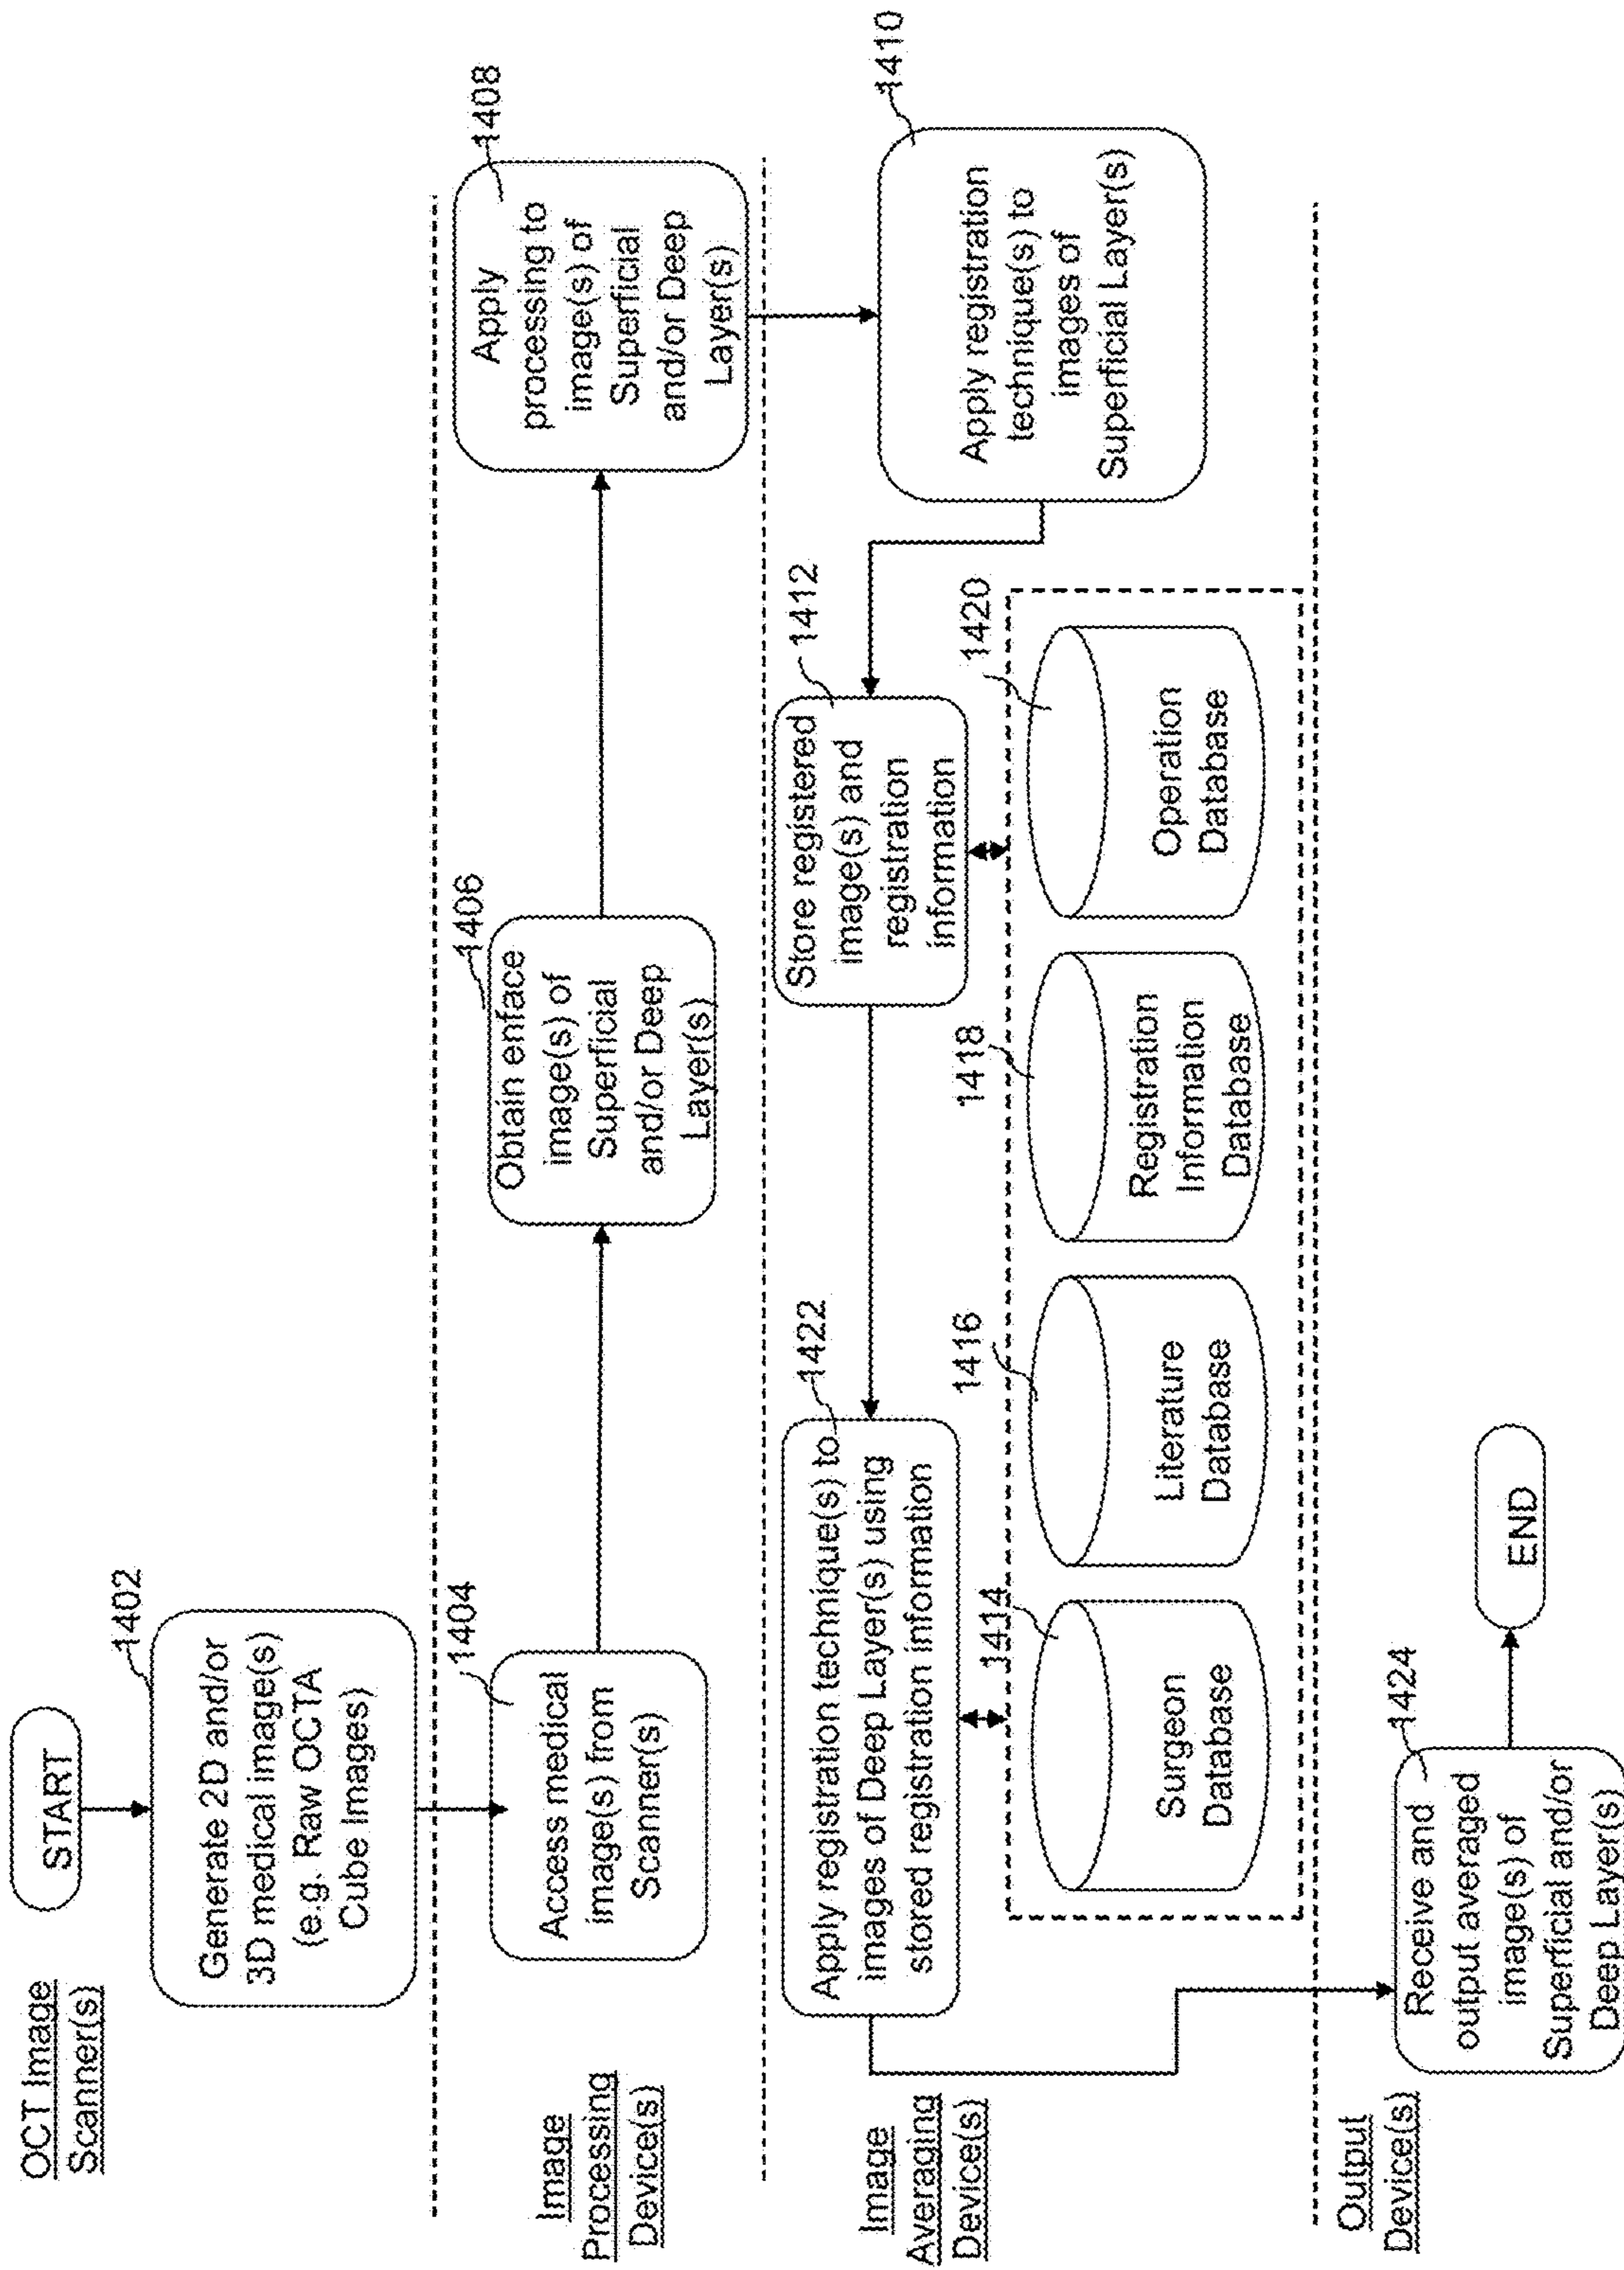 OCT Image
Scanner(s)
START
1402
Generate 2D and/or
3D medical image(s)
(e.g. Raw OCTA
Cube Images)
Image
Processing
Device(s)
1404
Access medical
image(s) from
Scanner(s)
1406
Obtain enface
image(s) of
Superficial
and/or Deep
Layer(s)
1408
Apply
processing to
image(s) of
Superficial
and/or Deep
Layer(s)
Image
Averaging
Device(s)
1410
Apply registration
technique(s) to
images of
Superficial Layer(s)
1412
Store registered
image(s) and
registration
information
1422
Apply registration technique(s) to
images of Deep Layer(s) using
stored registration information
1414
Surgeon
Database
1416
Literature
Database
1418
Registration
Information
Database
1420
Operation
Database
Output
Device(s)
1424
Receive and
output averaged
image(s) of
Superficial and/or
Deep Layer(s)
END